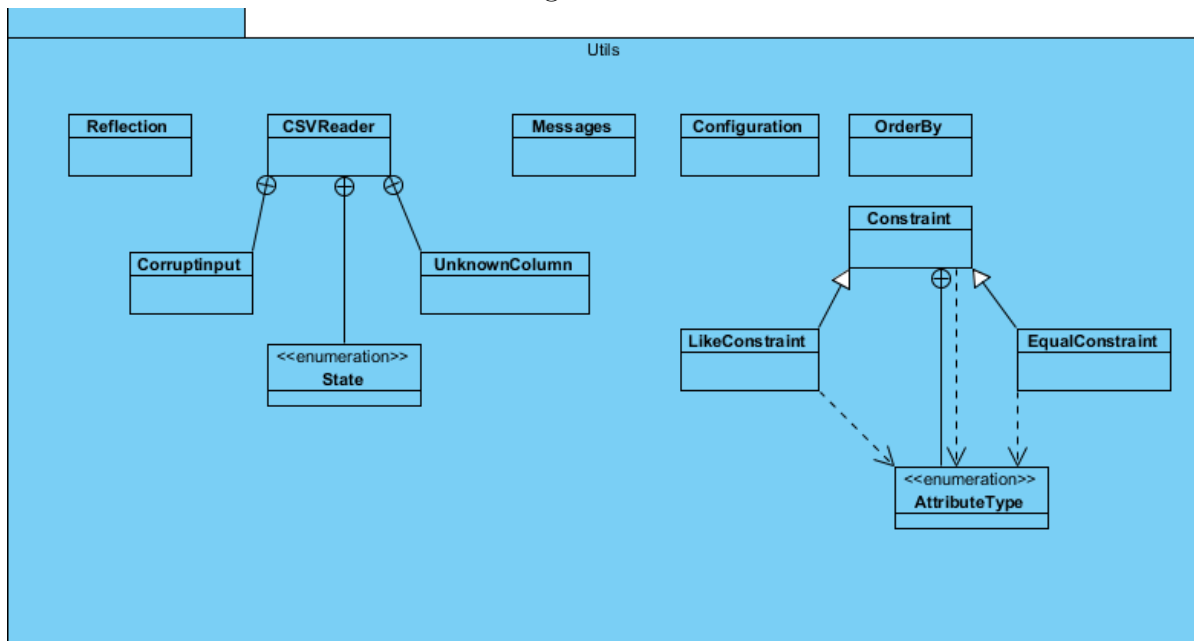 Utils
Reflection
CSVReader
Messages
Configuration
OrderBy
Constraint
Corruptinput
UnknownColumn
LikeConstraint
EqualConstraint
<<enumeration>>
State
<<enumeration>>
AttributeType